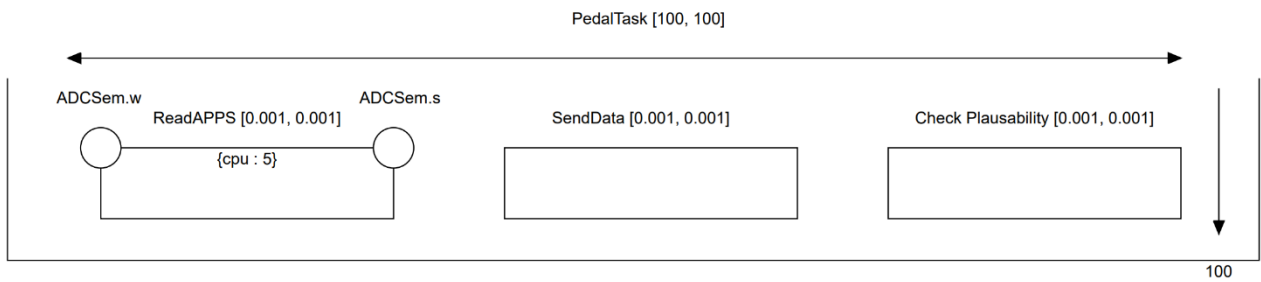 PedalTask [100, 100]
ADCSem.w
ADCSem.s
ReadAPPS [0.001, 0.001]
SendData [0.001, 0.001]
Check Plausability [0.001, 0.001]
{cpu : 5}
100